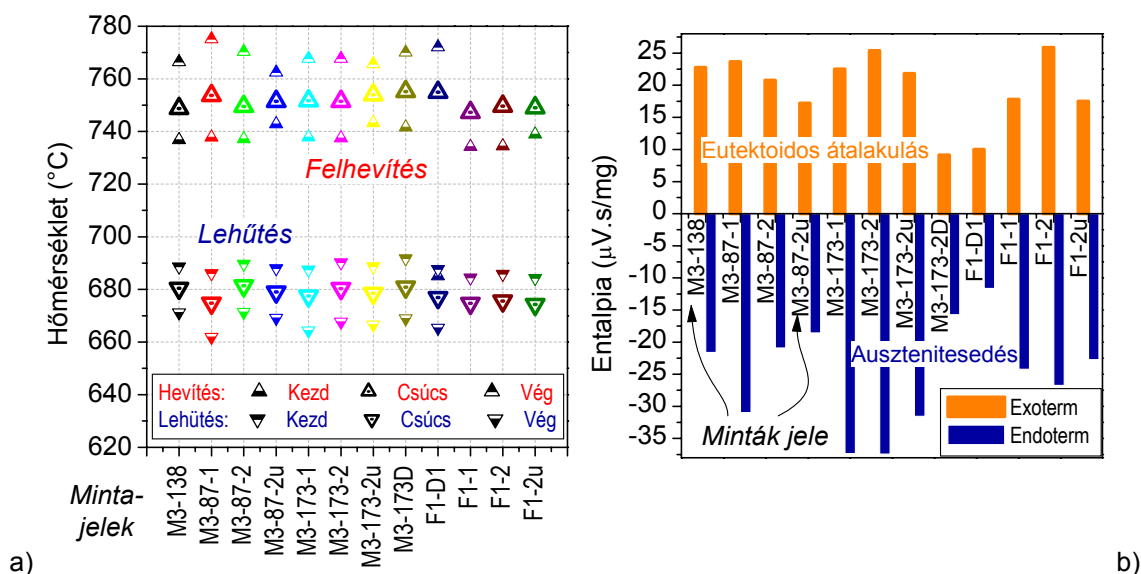 780
760
740
720
700
680
660
640
620
Hőmérséklet (°C)
Felhevítés
Lehűtés
Hevítés: Kezd Csúcs Vég
Lehűtés: Kezd Csúcs Vég
Minta-
jelek
M3-138
M3-87-1
M3-87-2
M3-87-2u
M3-173-1
M3-173-2
M3-173-2u
M3-173D
F1-D1
F1-1
F1-2
F1-2u
a)
25
20
15
10
5
0
-5
-10
-15
-20
-25
-30
-35
Entalpia (µV.s/mg)
Eutektoidos átalakulás
M3-138
M3-87-1
M3-87-2
M3-87-2u
M3-173-1
M3-173-2
M3-173-2u
M3-173-2D
F1-D1
F1-1
F1-2
F1-2u
Ausztenitesedés
Minták jele
Exoterm
Endoterm
b)